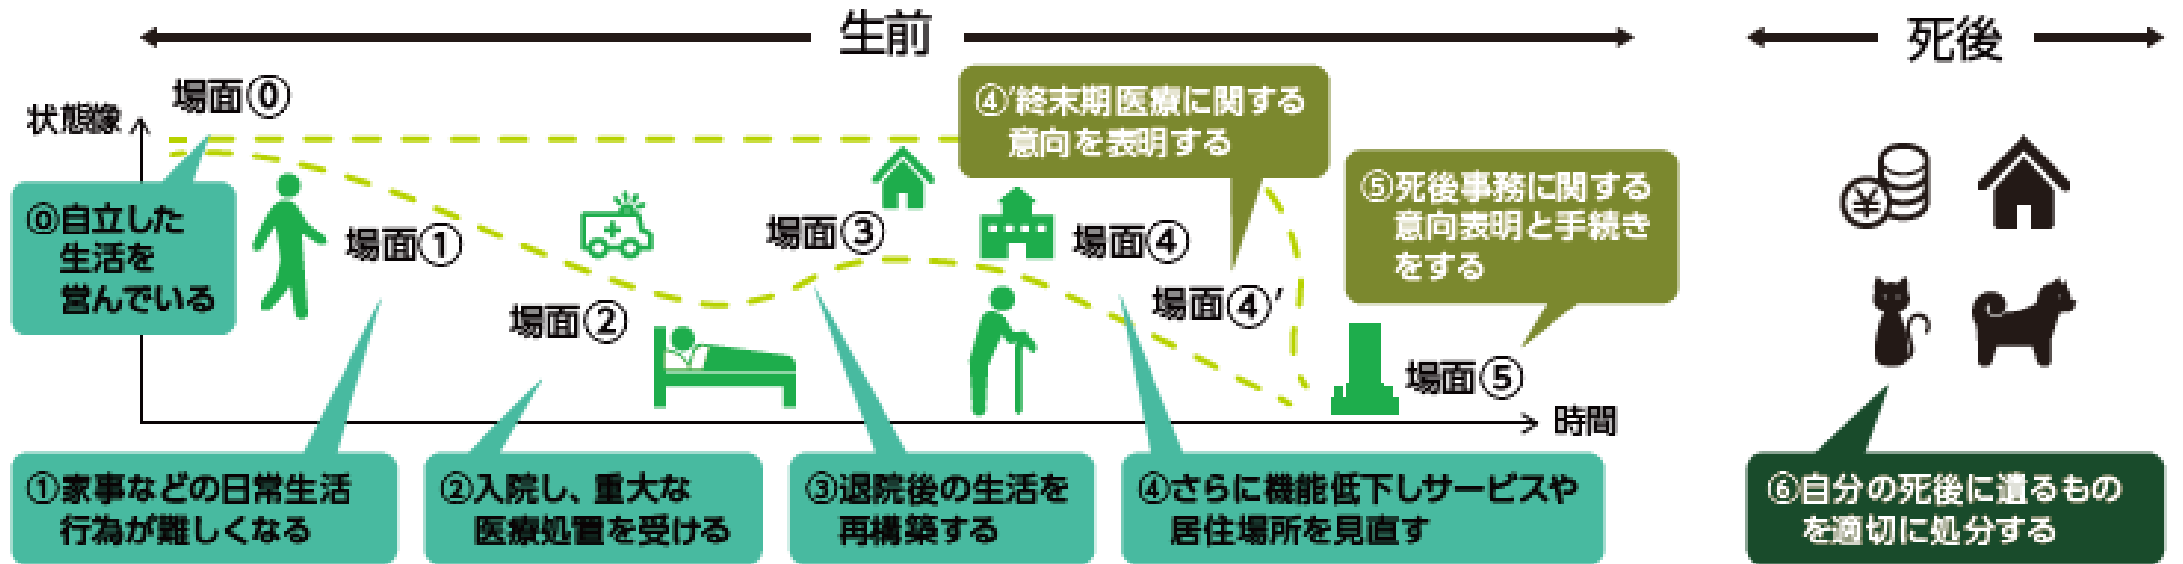 生前
死後
状態像
場面⓪
⓪自立した
生活を
営んでいる
場面①
場面②
場面③
場面④
④′終末期医療に関する
意向を表明する
場面④′
⑤死後事務に関する
意向表明と手続き
をする
場面⑤
時間
①家事などの日常生活
行為が難しくなる
②入院し、重大な
医療処置を受ける
③退院後の生活を
再構築する
④さらに機能低下しサービスや
居住場所を見直す
¥
⑥自分の死後に遺るもの
を適切に処分する